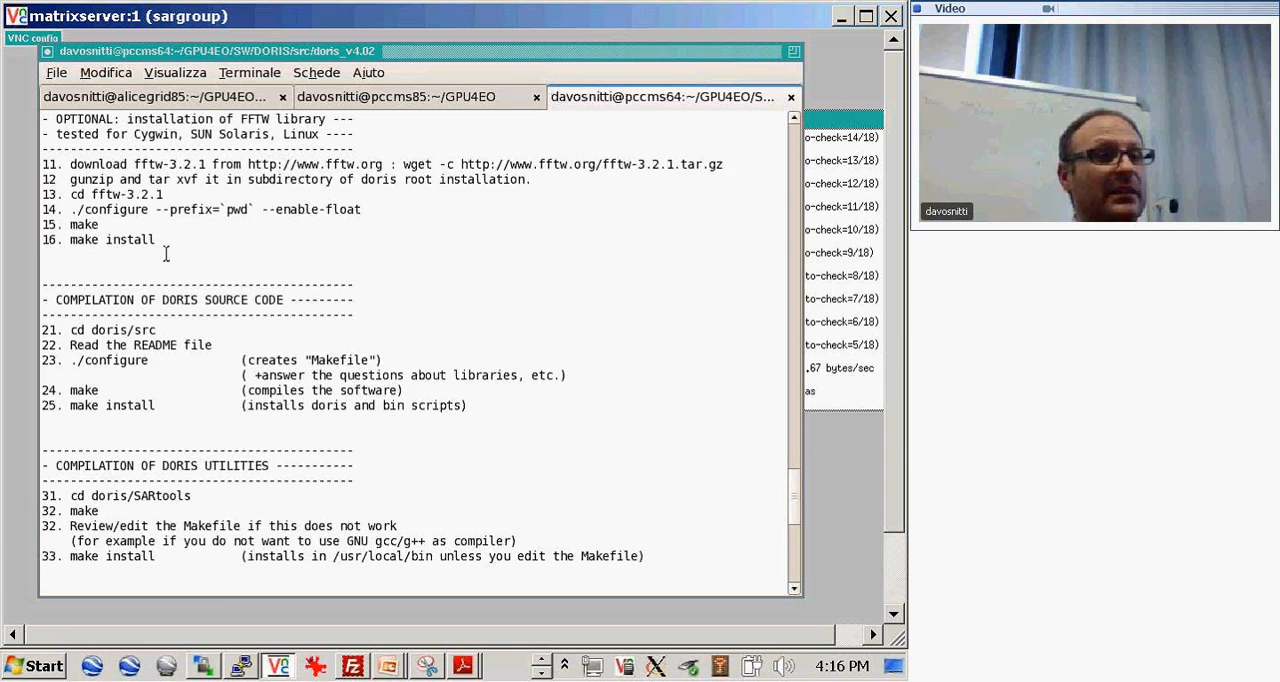 matrixserver:1 (sargroup)
VNC config
davosnitti@pccms64:~/GPU4EO/SW/DORIS/src/doris_v4.02
File Modifica Visualizza Terminale Schede Aiuto
davosnitti@alicegrid85:~/GPU4EO... davosnitti@pccms85:~/GPU4EO davosnitti@pccms64:~/GPU4EO/S...
- OPTIONAL: installation of FFTW library ---
- tested for Cygwin, SUN Solaris, Linux ----
--------------------------------------------
11. download fftw-3.2.1 from http://www.fftw.org : wget -c http://www.fftw.org/fftw-3.2.1.tar.gz
12 gunzip and tar xvf it in subdirectory of doris root installation.
13. cd fftw-3.2.1
14. ./configure --prefix=`pwd` --enable-float
15. make
16. make install
--------------------------------------------
- COMPILATION OF DORIS SOURCE CODE ---------
--------------------------------------------
21. cd doris/src
22. Read the README file
23. ./configure (creates "Makefile")
( +answer the questions about libraries, etc.)
24. make (compiles the software)
25. make install (installs doris and bin scripts)
--------------------------------------------
- COMPILATION OF DORIS UTILITIES -----------
--------------------------------------------
31. cd doris/SARtools
32. make
32. Review/edit the Makefile if this does not work
(for example if you do not want to use GNU gcc/g++ as compiler)
33. make install (installs in /usr/local/bin unless you edit the Makefile)
o-check=14/18)
o-check=13/18)
o-check=12/18)
o-check=11/18)
o-check=10/18)
o-check=9/18)
to-check=8/18)
to-check=7/18)
to-check=6/18)
to-check=5/18)
.67 bytes/sec
as
Video
davosnitti
Start
4:16 PM